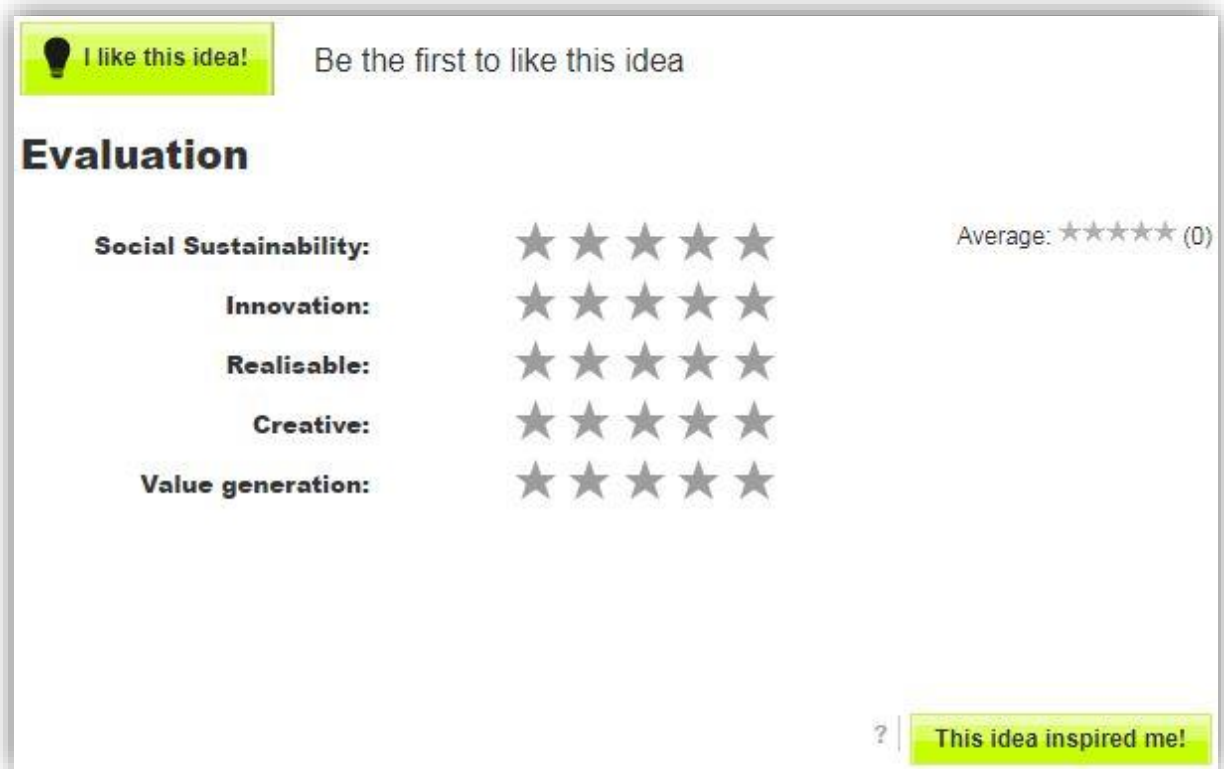 I like this idea!
Be the first to like this idea
Evaluation
Social Sustainability:
Average: (0)
Innovation:
Realisable:
Creative:
Value generation:
?
This idea inspired me!